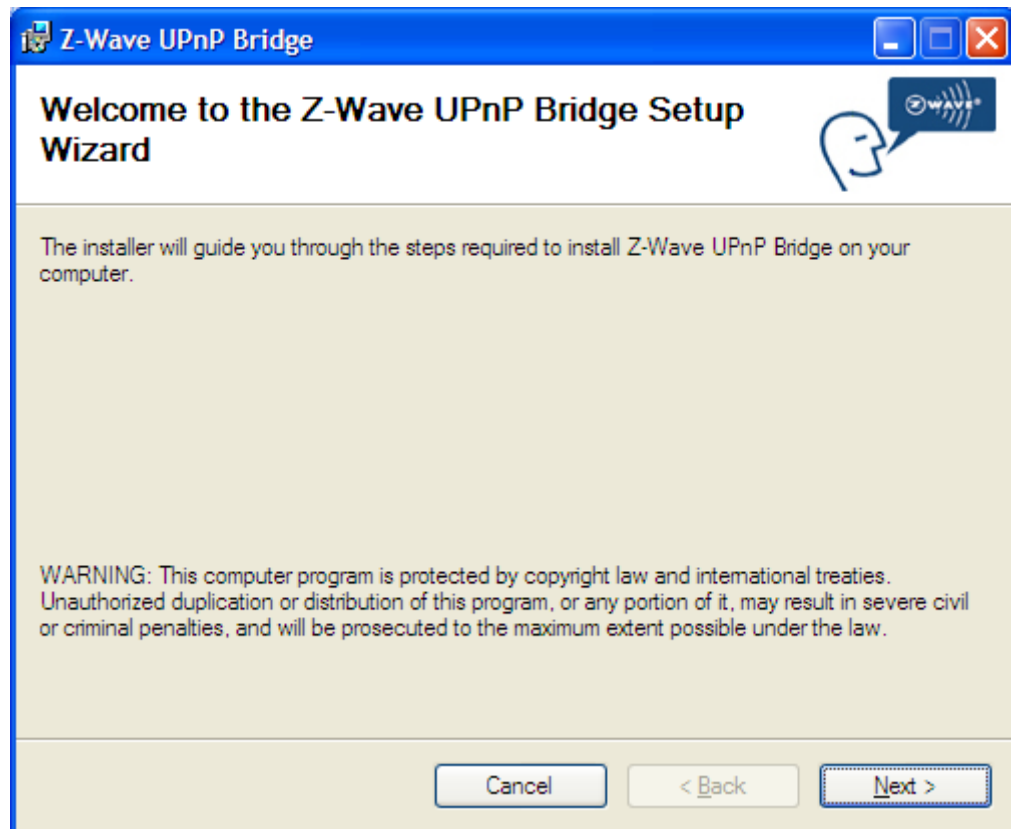 Z-Wave UPnP Bridge
Welcome to the Z-Wave UPnP Bridge Setup
Wizard
ZWAVE®
The installer will guide you through the steps required to install Z-Wave UPnP Bridge on your
computer.
WARNING: This computer program is protected by copyright law and international treaties.
Unauthorized duplication or distribution of this program, or any portion of it, may result in severe civil
or criminal penalties, and will be prosecuted to the maximum extent possible under the law.
Cancel
< Back
Next >